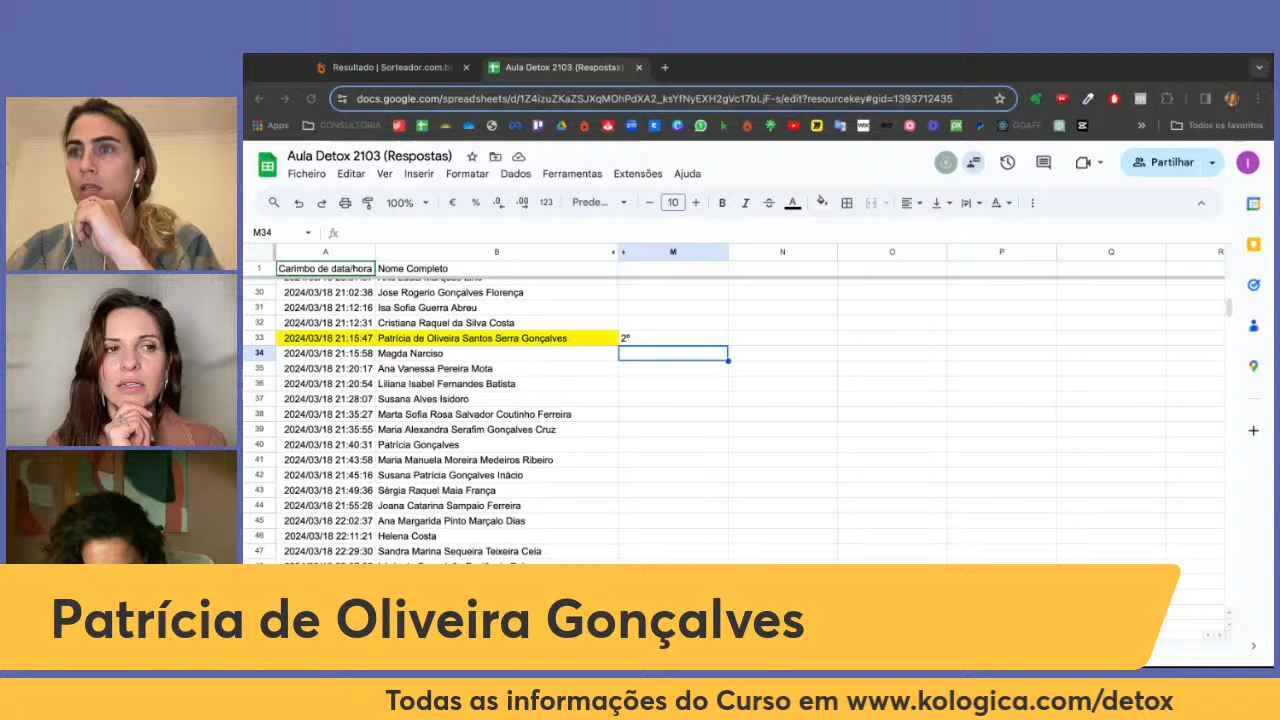 Resultado | Sorteador.com.b
Aula Detox 2103 (Respostas)
docs.google.com/spreadsheets/d/1Z4izuZKaZSJXqMOhPdXA2_ksYfNyEXH2gVc17bLjF-s/edit?resourcekey#gid=1393712435
Apps CONSULTORIA GOAFF Todos os favoritos
Aula Detox 2103 (Respostas)
Partilhar
Ficheiro Editar Ver Inserir Formatar Dados Ferramentas Extensões Ajuda
100% € % .0 .00 123 Prede... 10 B I A
M34 fx
A B M N O P Q R
1 Carimbo de data/hora Nome Completo
30 2024/03/18 21:02:38 Jose Rogerio Gonçalves Florença
31 2024/03/18 21:12:16 Isa Sofia Guerra Abreu
32 2024/03/18 21:12:31 Cristiana Raquel da Silva Costa
33 2024/03/18 21:15:47 Patrícia de Oliveira Santos Serra Gonçalves 2º
34 2024/03/18 21:15:58 Magda Narciso
35 2024/03/18 21:20:17 Ana Vanessa Pereira Mota
36 2024/03/18 21:20:54 Liliana Isabel Fernandes Batista
37 2024/03/18 21:28:07 Susana Alves Isidoro
38 2024/03/18 21:35:27 Marta Sofia Rosa Salvador Coutinho Ferreira
39 2024/03/18 21:35:55 Maria Alexandra Serafim Gonçalves Cruz
40 2024/03/18 21:40:31 Patrícia Gonçalves
41 2024/03/18 21:43:58 Maria Manuela Moreira Medeiros Ribeiro
42 2024/03/18 21:45:16 Susana Patrícia Gonçalves Inácio
43 2024/03/18 21:49:36 Sérgia Raquel Maia França
44 2024/03/18 21:55:28 Joana Catarina Sampaio Ferreira
45 2024/03/18 22:02:37 Ana Margarida Pinto Marçalo Dias
46 2024/03/18 22:11:21 Helena Costa
47 2024/03/18 22:29:30 Sandra Marina Sequeira Teixeira Ceia
Patrícia de Oliveira Gonçalves
Todas as informações do Curso em www.kologica.com/detox